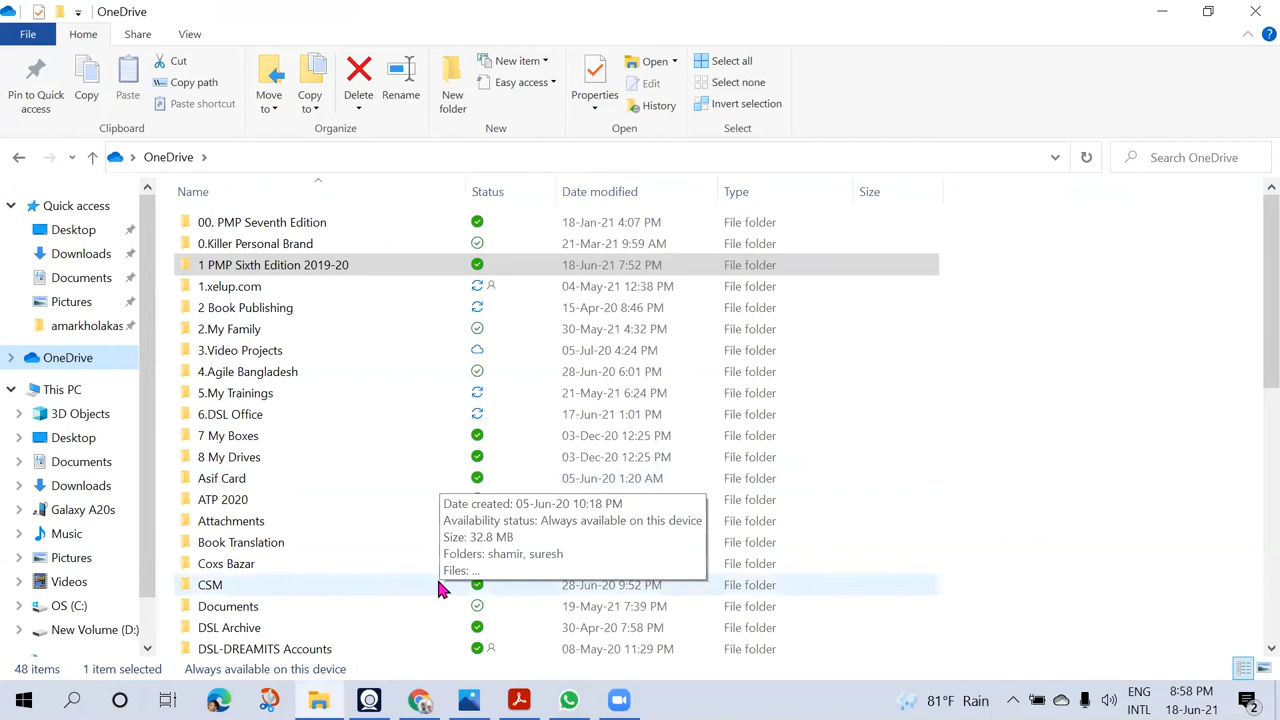 OneDrive
File Home Share View
Pin to Quick access
Copy
Paste
Cut
Copy path
Paste shortcut
Move to
Copy to
Delete
Rename
New folder
New item
Easy access
Properties
Open
Edit
History
Select all
Select none
Invert selection
Clipboard Organize New Open Select
OneDrive
Search OneDrive
Name Status Date modified Type Size
Quick access
Desktop
Downloads
Documents
Pictures
amarkholakas
OneDrive
This PC
3D Objects
Desktop
Documents
Downloads
Galaxy A20s
Music
Pictures
Videos
OS (C:)
New Volume (D:)
00. PMP Seventh Edition 18-Jan-21 4:07 PM File folder
0.Killer Personal Brand 21-Mar-21 9:59 AM File folder
1 PMP Sixth Edition 2019-20 18-Jun-21 7:52 PM File folder
1.xelup.com 04-May-21 12:38 PM File folder
2 Book Publishing 15-Apr-20 8:46 PM File folder
2.My Family 30-May-21 4:32 PM File folder
3.Video Projects 05-Jul-20 4:24 PM File folder
4.Agile Bangladesh 28-Jun-20 6:01 PM File folder
5.My Trainings 21-May-21 6:24 PM File folder
6.DSL Office 17-Jun-21 1:01 PM File folder
7 My Boxes 03-Dec-20 12:25 PM File folder
8 My Drives 03-Dec-20 12:25 PM File folder
Asif Card 05-Jun-20 1:20 AM File folder
ATP 2020 File folder
Attachments File folder
Book Translation File folder
Coxs Bazar File folder
CSM 28-Jun-20 9:52 PM File folder
Documents 19-May-21 7:39 PM File folder
DSL Archive 30-Apr-20 7:58 PM File folder
DSL-DREAMITS Accounts 08-May-20 11:29 PM File folder
Date created: 05-Jun-20 10:18 PM
Availability status: Always available on this device
Size: 32.8 MB
Folders: shamir, suresh
Files: ...
48 items 1 item selected Always available on this device
81°F Rain
ENG
INTL
8:58 PM
18-Jun-21
2